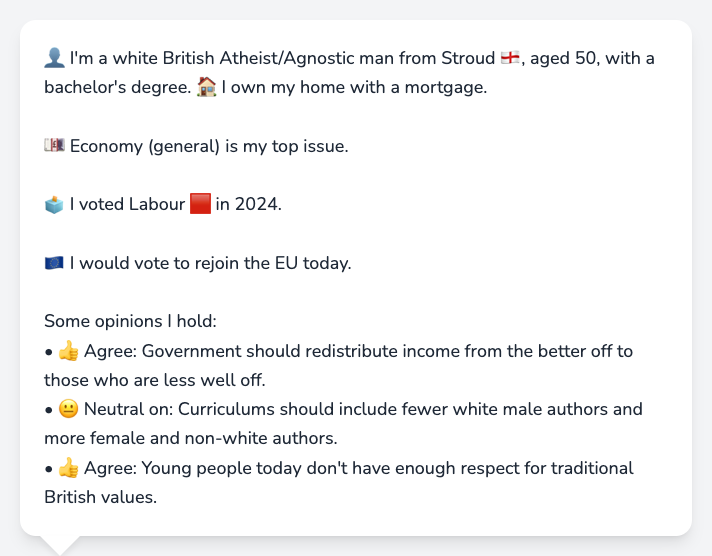 👤 I'm a white British Atheist/Agnostic man from Stroud 🏴󠁧󠁢󠁥󠁮󠁧󠁿, aged 50, with a
bachelor's degree. 🏠 I own my home with a mortgage.
💷 Economy (general) is my top issue.
🗳️ I voted Labour 🟥 in 2024.
🇪🇺 I would vote to rejoin the EU today.
Some opinions I hold:
• 👍 Agree: Government should redistribute income from the better off to
those who are less well off.
• 😐 Neutral on: Curriculums should include fewer white male authors and
more female and non-white authors.
• 👍 Agree: Young people today don't have enough respect for traditional
British values.